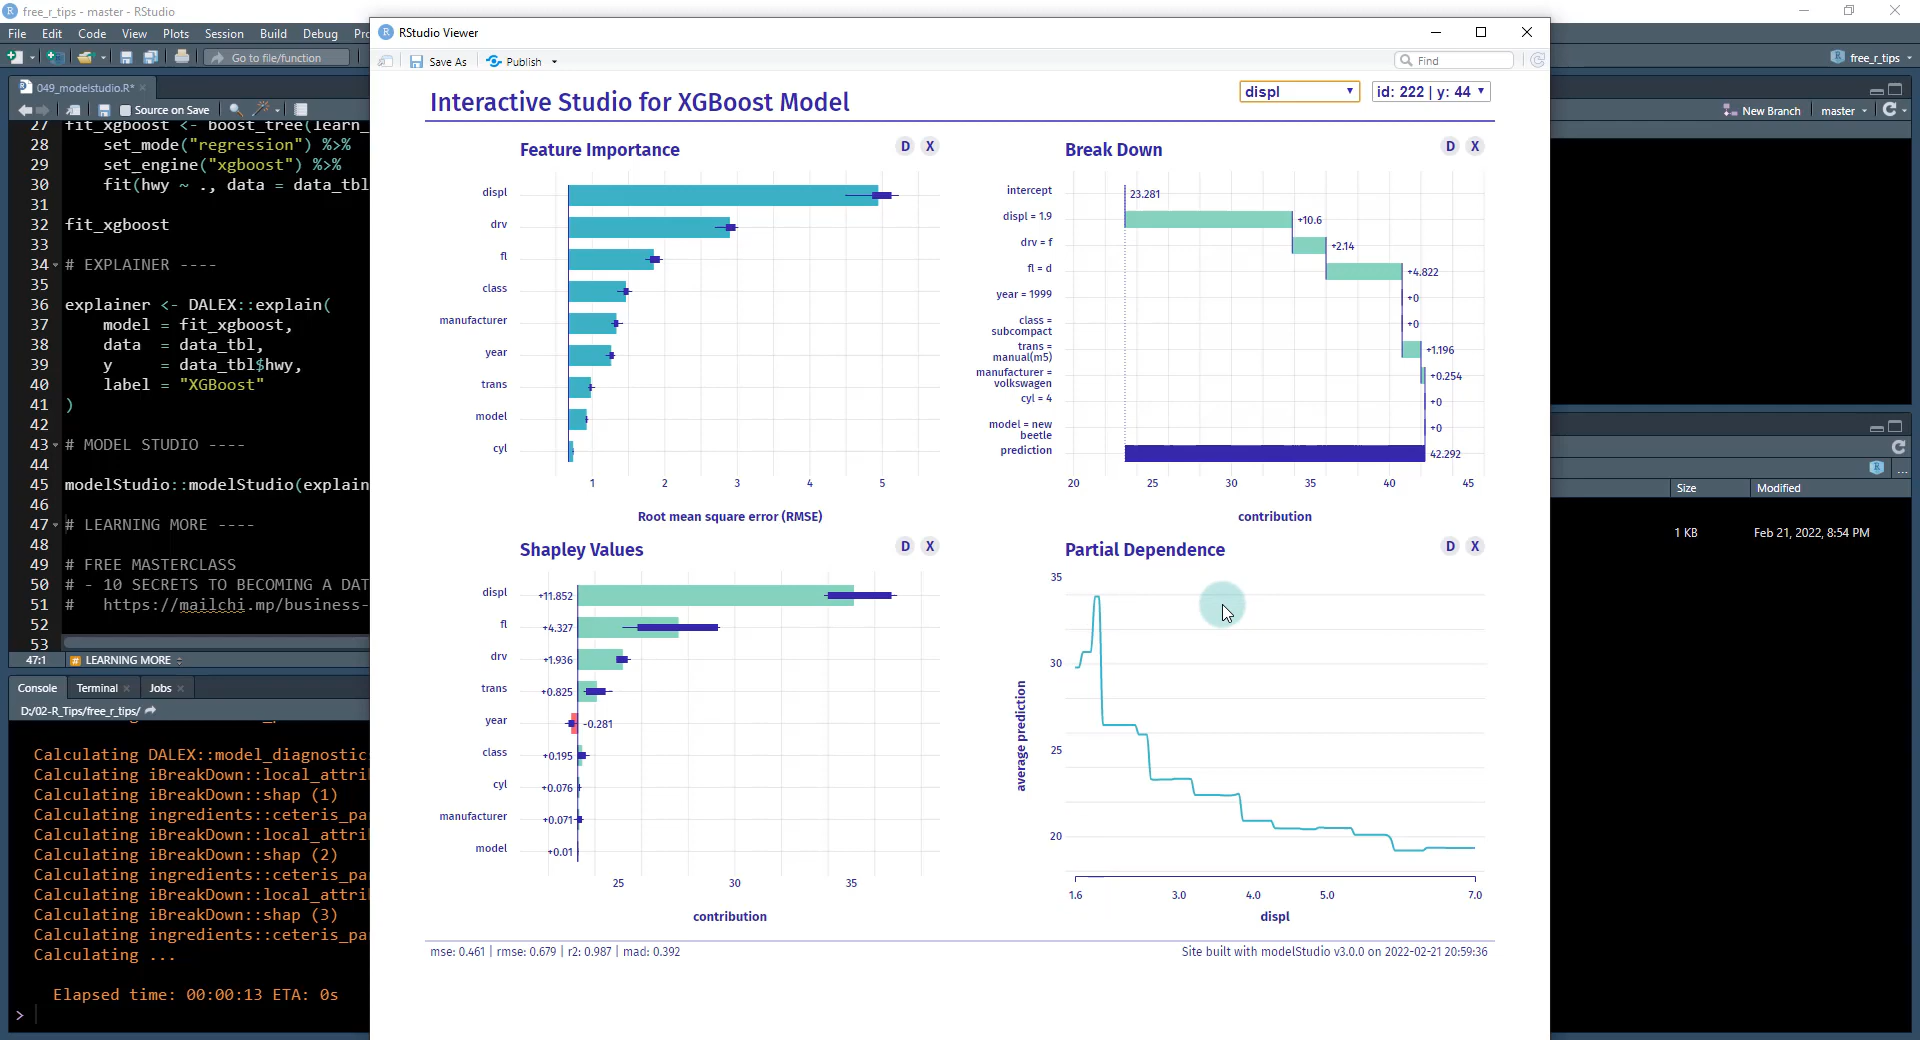 free_r_tips - master - RStudio
File Edit Code View Plots Session Build Debug
Go to file/function
free_r_tips
049_modelstudio.R*
Source on Save
27 fit_xgboost <- boost_tree(learn_
28 set_mode("regression") %>%
29 set_engine("xgboost") %>%
30 fit(hwy ~ ., data = data_tbl
31
32 fit_xgboost
33
34 # EXPLAINER ----
35
36 explainer <- DALEX::explain(
37 model = fit_xgboost,
38 data = data_tbl,
39 y = data_tbl$hwy,
40 label = "XGBoost"
41 )
42
43 # MODEL STUDIO ----
44
45 modelStudio::modelStudio(explain
46
47 # LEARNING MORE ----
48
49 # FREE MASTERCLASS
50 # - 10 SECRETS TO BECOMING A DAT
51 # https://mailchi.mp/business-
52
53
47:1 LEARNING MORE
Console Terminal Jobs
D:/02-R_Tips/free_r_tips/
Calculating DALEX::model_diagnostic
Calculating iBreakDown::local_attri
Calculating iBreakDown::shap (1)
Calculating ingredients::ceteris_pa
Calculating iBreakDown::local_attri
Calculating iBreakDown::shap (2)
Calculating ingredients::ceteris_pa
Calculating iBreakDown::local_attri
Calculating iBreakDown::shap (3)
Calculating ingredients::ceteris_pa
Calculating ...
Elapsed time: 00:00:13 ETA: 0s
>
RStudio Viewer
Save As Publish Find
Interactive Studio for XGBoost Model
displ id: 222 | y: 44
Feature Importance D X
displ
drv
fl
class
manufacturer
year
trans
model
cyl
1 2 3 4 5
Root mean square error (RMSE)
Break Down D X
intercept 23.281
displ = 1.9 +10.6
drv = f +2.14
fl = d +4.822
year = 1999 +0
class = subcompact +0
trans = manual(m5) +1.196
manufacturer = volkswagen +0.254
cyl = 4 +0
model = new beetle +0
prediction 42.292
20 25 30 35 40 45
contribution
Shapley Values D X
displ +11.852
fl +4.327
drv +1.936
trans +0.825
year -0.281
class +0.195
cyl +0.076
manufacturer +0.071
model +0.01
25 30 35
contribution
Partial Dependence D X
35
30
25
20
average prediction
1.6 3.0 4.0 5.0 7.0
displ
mse: 0.461 | rmse: 0.679 | r2: 0.987 | mad: 0.392
Site built with modelStudio v3.0.0 on 2022-02-21 20:59:36
New Branch master
Size Modified
1 KB Feb 21, 2022, 8:54 PM